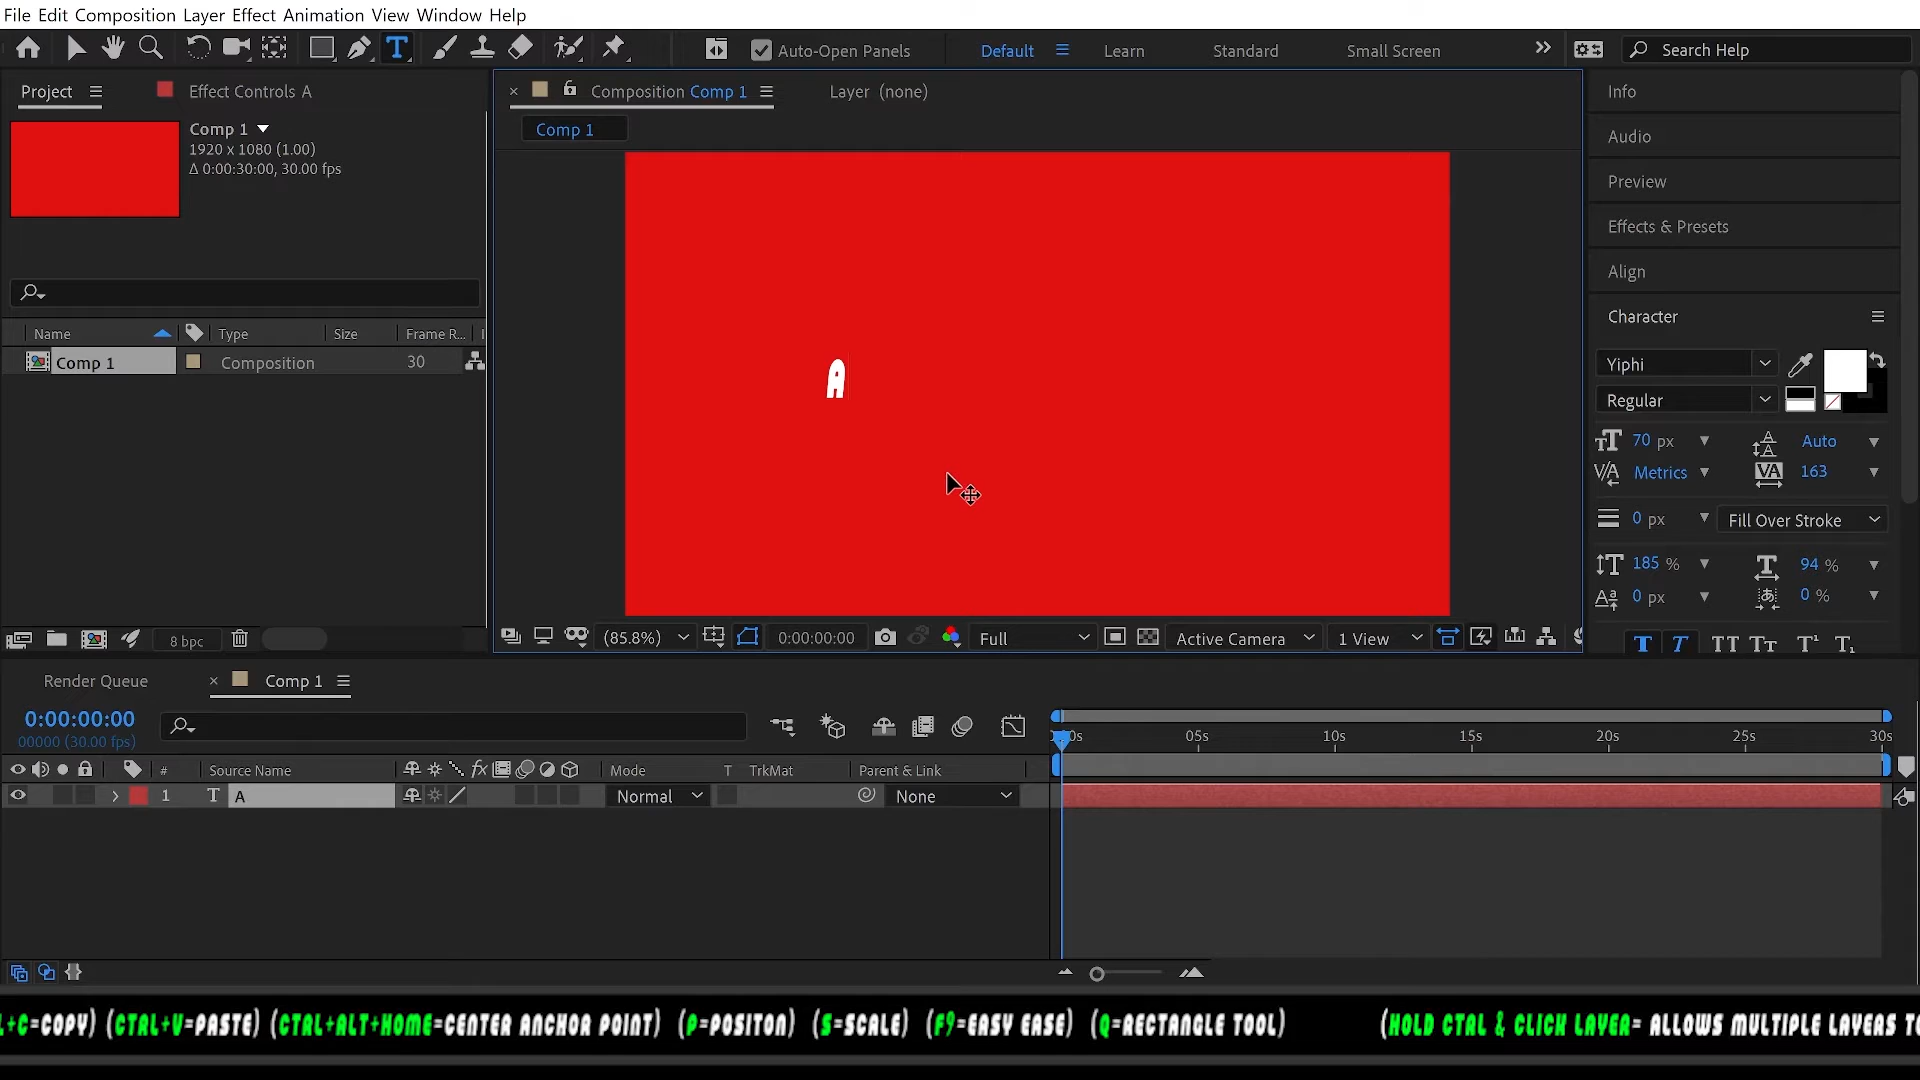 File Edit Composition Layer Effect Animation View Window Help
Auto-Open Panels
Default
Learn
Standard
Small Screen
Search Help
Project
Effect Controls A
Composition Comp 1
Layer (none)
Info
Comp 1
1920 x 1080 (1.00)
Δ 0:00:30:00, 30.00 fps
Comp 1
Audio
Preview
Effects & Presets
Align
Character
Name
Type
Size
Frame R...
Comp 1
Composition
30
A
Yiphi
Regular
70 px
Auto
Metrics
163
0 px
Fill Over Stroke
185 %
94 %
0 px
0 %
8 bpc
(85.8%)
0:00:00:00
Full
Active Camera
1 View
Render Queue
Comp 1
0:00:00:00
00000 (30.00 fps)
05s
10s
15s
20s
25s
30s
#
Source Name
Mode
T
TrkMat
Parent & Link
1
T
A
Normal
None
L+C=COPY) (CTRL+V=PASTE) (CTRL+ALT+HOME=CENTER ANCHOR POINT) (P=POSITON) (S=SCALE) (F9=EASY EASE) (Q=RECTANGLE TOOL) (HOLD CTRL & CLICK LAYER= ALLOWS MULTIPLE LAYERS TO